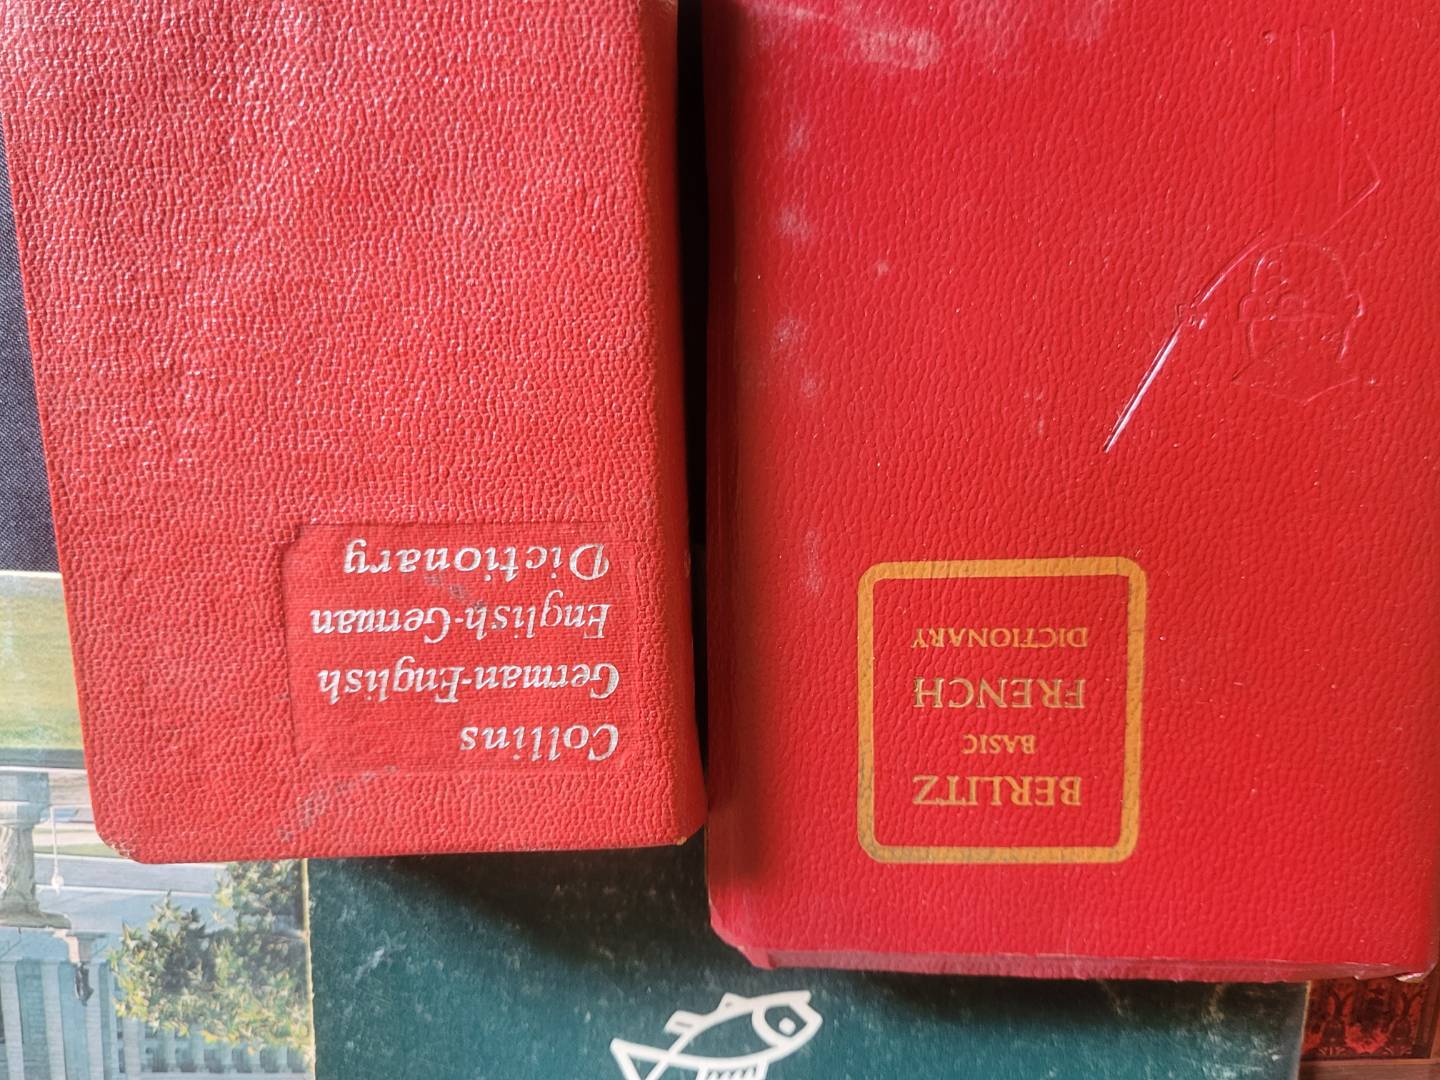 Collins
German-English
English-German
Dictionary
BERLITZ
BASIC
FRENCH
DICTIONARY